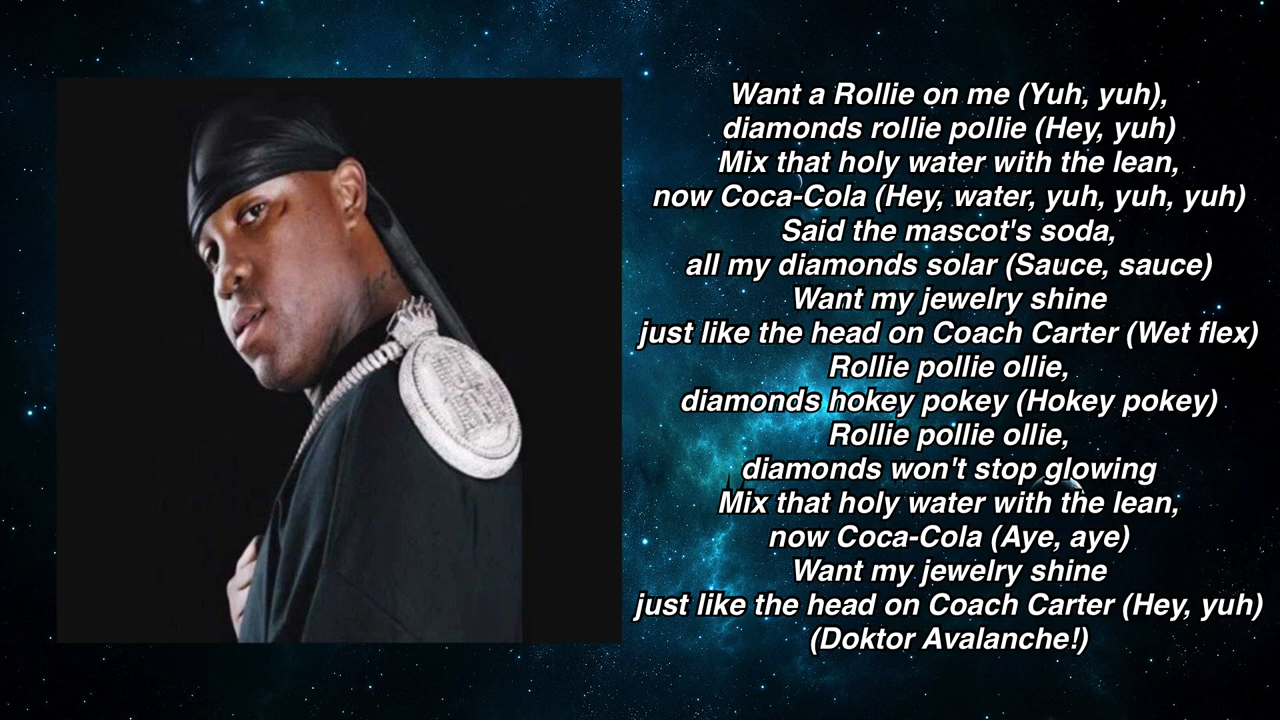 Want a Rollie on me (Yuh, yuh),
diamonds rollie pollie (Hey, yuh)
Mix that holy water with the lean,
now Coca-Cola (Hey, water, yuh, yuh, yuh)
Said the mascot's soda,
all my diamonds solar (Sauce, sauce)
Want my jewelry shine
just like the head on Coach Carter (Wet flex)
Rollie pollie ollie,
diamonds hokey pokey (Hokey pokey)
Rollie pollie ollie,
diamonds won't stop glowing
Mix that holy water with the lean,
now Coca-Cola (Aye, aye)
Want my jewelry shine
just like the head on Coach Carter (Hey, yuh)
(Doktor Avalanche!)